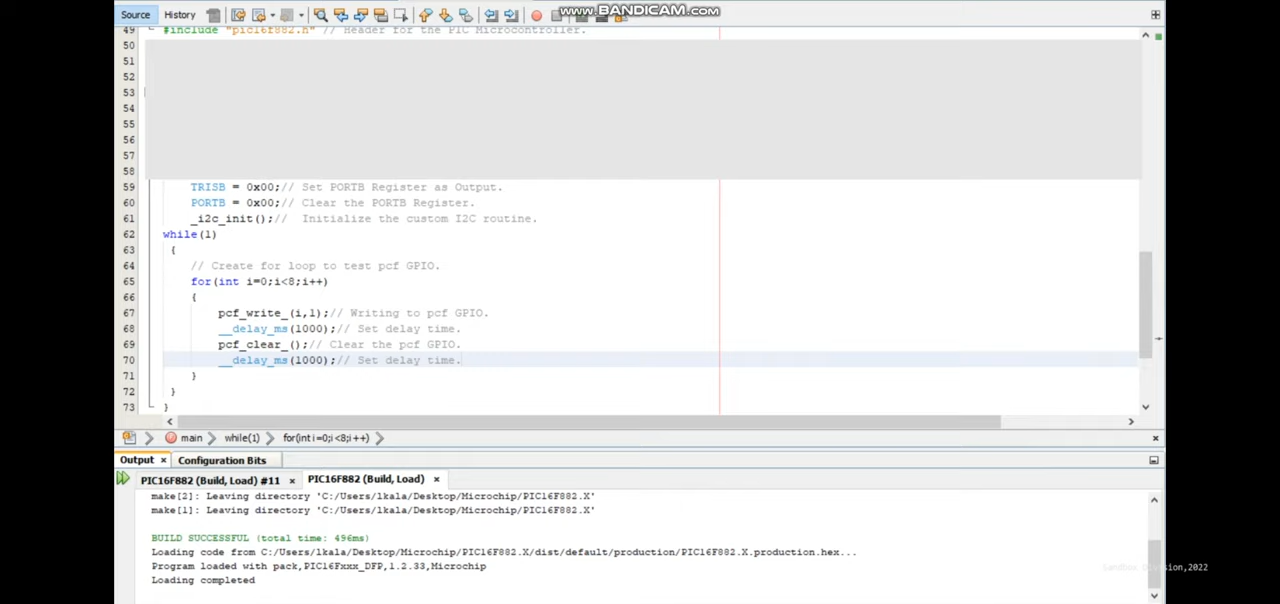 www.BANDICAM.com
Source History
49 #include "pic16f882.h" // Header for the PIC Microcontroller.
50
51
52
53
54
55
56
57
58
59 TRISB = 0x00;// Set PORTB Register as Output.
60 PORTB = 0x00;// Clear the PORTB Register.
61 _i2c_init();// Initialize the custom I2C routine.
62 while(1)
63 {
64 // Create for loop to test pcf GPIO.
65 for(int i=0;i<8;i++)
66 {
67 pcf_write_(i,1);// Writing to pcf GPIO.
68 __delay_ms(1000);// Set delay time.
69 pcf_clear_();// Clear the pcf GPIO.
70 __delay_ms(1000);// Set delay time.
71 }
72 }
73 }
main while(1) for(int i=0;i<8;i++)
Output × Configuration Bits
PIC16F882 (Build, Load) #11 × PIC16F882 (Build, Load) ×
make[2]: Leaving directory 'C:/Users/lkala/Desktop/Microchip/PIC16F882.X'
make[1]: Leaving directory 'C:/Users/lkala/Desktop/Microchip/PIC16F882.X'
BUILD SUCCESSFUL (total time: 496ms)
Loading code from C:/Users/lkala/Desktop/Microchip/PIC16F882.X/dist/default/production/PIC16F882.X.production.hex...
Program loaded with pack,PIC16Fxxx_DFP,1.2.33,Microchip
Loading completed